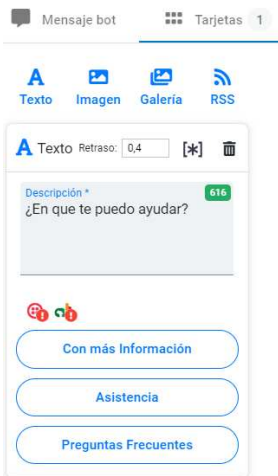 Mensaje bot
Tarjetas 1
Texto Imagen Galería RSS
A Texto Retraso: 0,4 [*]
Descripción * 616
¿En que te puedo ayudar?
Con más Información
Asistencia
Preguntas Frecuentes